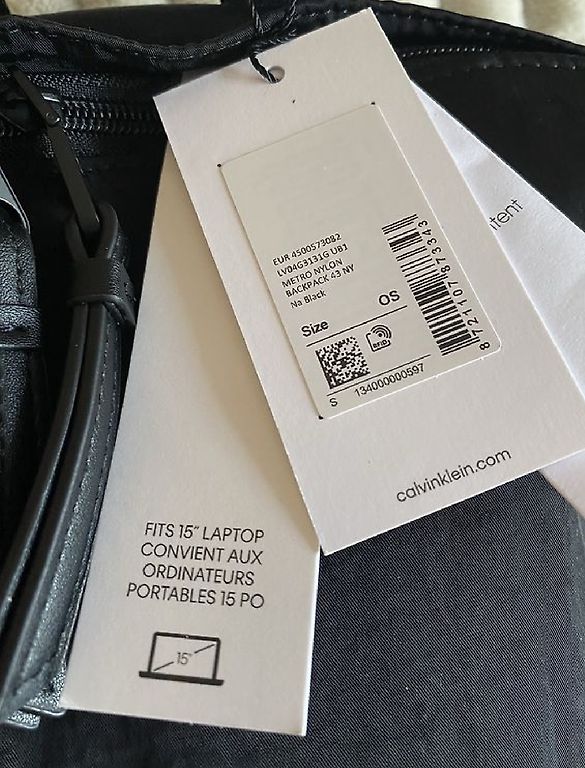 EUR 4500573082
LV04G3131G UB1
METRO NYLON
BACKPACK 43 NY
Na Black
Size OS
RFID
S 134000000597
8721107873343
calvinklein.com
itent
FITS 15″ LAPTOP
CONVIENT AUX
ORDINATEURS
PORTABLES 15 PO
15″